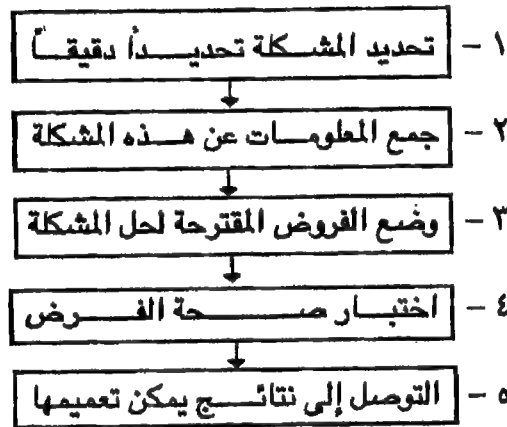 ١ - تحديد المشكلة تحديداً دقيقاً
٢ - جمع المعلومات عن هذه المشكلة
٣ - وضع الفروض المقترحة لحل المشكلة
٤ - اختبار صحة الفرض
٥ - التوصل إلى نتائج يمكن تعميمها